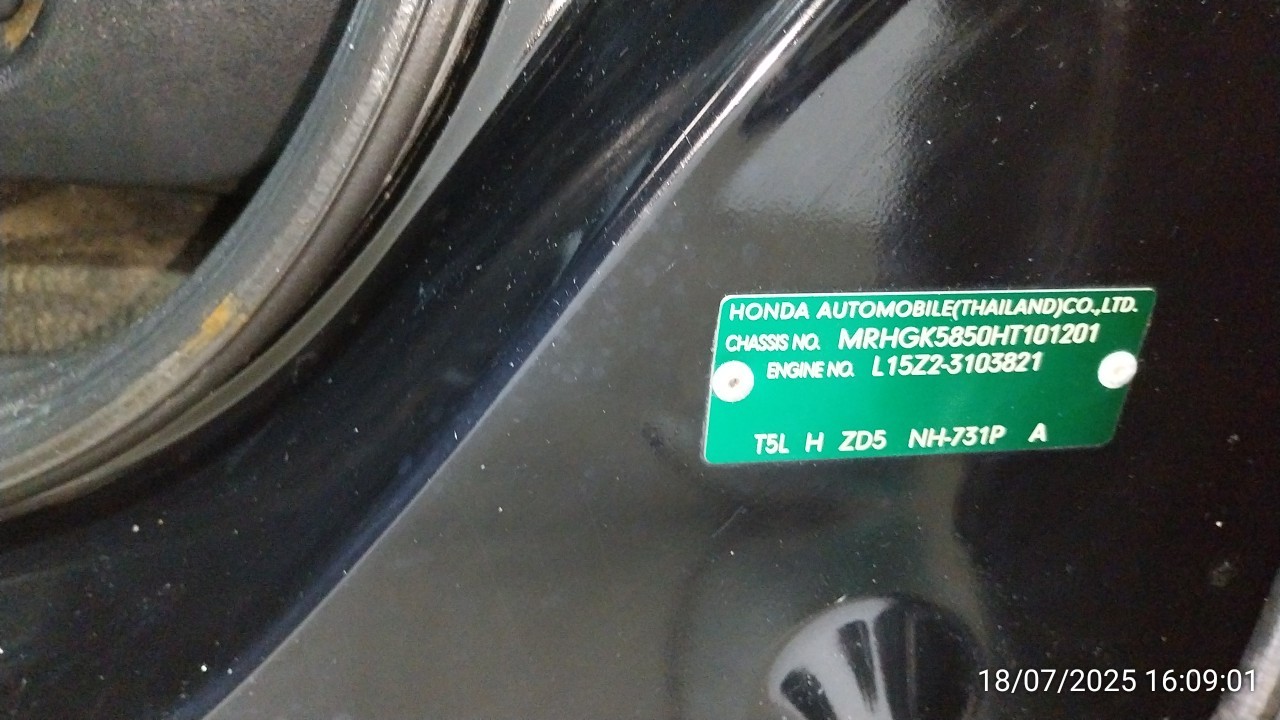 HONDA AUTOMOBILE(THAILAND)CO.,LTD.
CHASSIS NO. MRHGK5850HT101201
ENGINE NO. L15Z2-3103821
T5L H ZD5 NH-731P A
18/07/2025 16:09:01